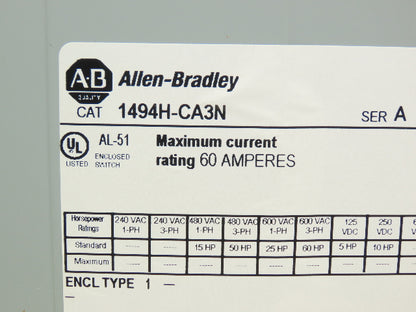 A-B Allen-Bradley
QUALITY
CAT 1494H-CA3N SER A
UL AL-51 Maximum current
LISTED ENCLOSED SWITCH rating 60 AMPERES
Horsepower Ratings 240 VAC 1-PH 240 VAC 3-PH 480 VAC 1-PH 480 VAC 3-PH 600 VAC 1-PH 600 VAC 3-PH 125 VDC 250 VDC
Standard ----- ----- 15 HP 50 HP 25 HP 60 HP 5 HP 10 HP
Maximum ----- ----- ----- ----- ----- ----- ----- -----
ENCL TYPE 1 –
–